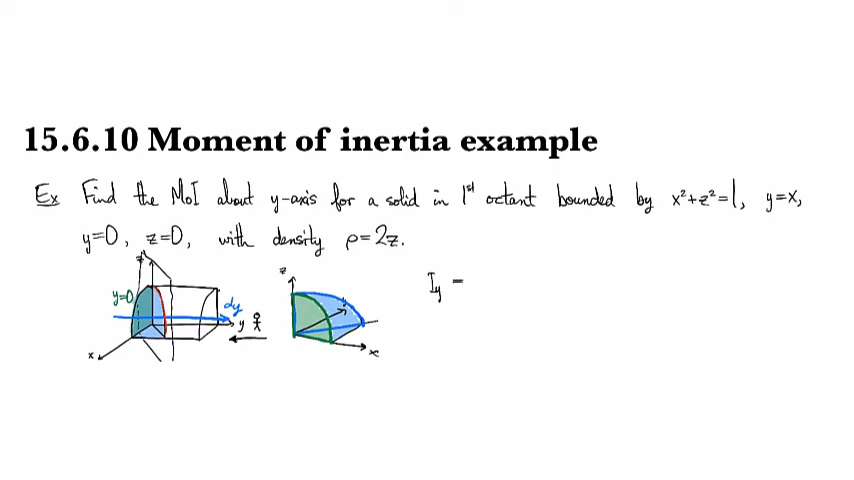 15.6.10 Moment of inertia example
Ex Find the MoI about y-axis for a solid in 1st octant bounded by x²+z²=1, y=x,
y=0, z=0, with density ρ=2z.
z
y=0
dy
y
x
z
y
x
I_y =